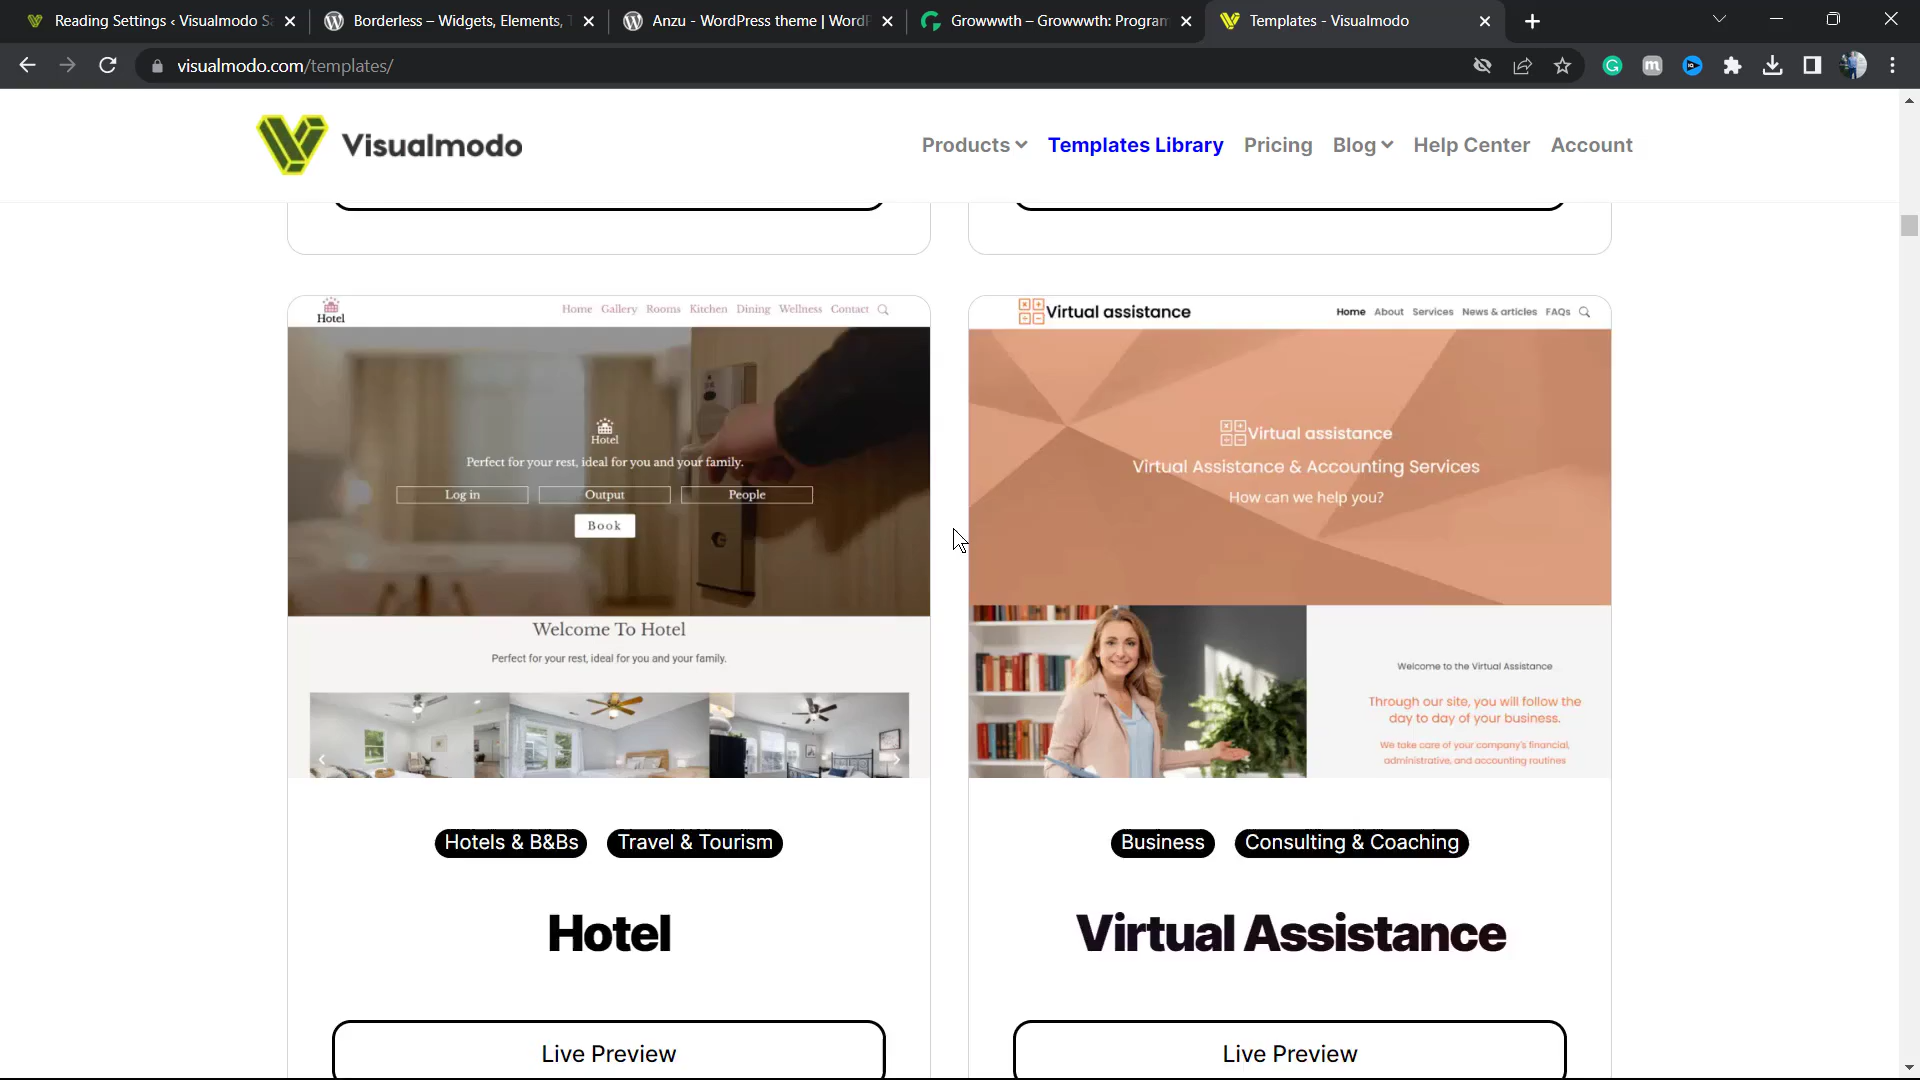 Reading Settings ‹ Visualmodo S
Borderless – Widgets, Elements, T
Anzu - WordPress theme | WordP
Growwwth – Growwwth: Program
Templates - Visualmodo
visualmodo.com/templates/
Visualmodo
Products
Templates Library
Pricing
Blog
Help Center
Account
Hotel
Home Gallery Rooms Kitchen Dining Wellness Contact
Hotel
Perfect for your rest, ideal for you and your family.
Log in
Output
People
Book
Welcome To Hotel
Perfect for your rest, ideal for you and your family.
Hotels & B&Bs
Travel & Tourism
Hotel
Live Preview
Virtual assistance
Home About Services News & articles FAQs
Virtual assistance
Virtual Assistance & Accounting Services
How can we help you?
Welcome to the Virtual Assistance
Through our site, you will follow the
day to day of your business.
We take care of your company's financial,
administrative, and accounting routines
Business
Consulting & Coaching
Virtual Assistance
Live Preview